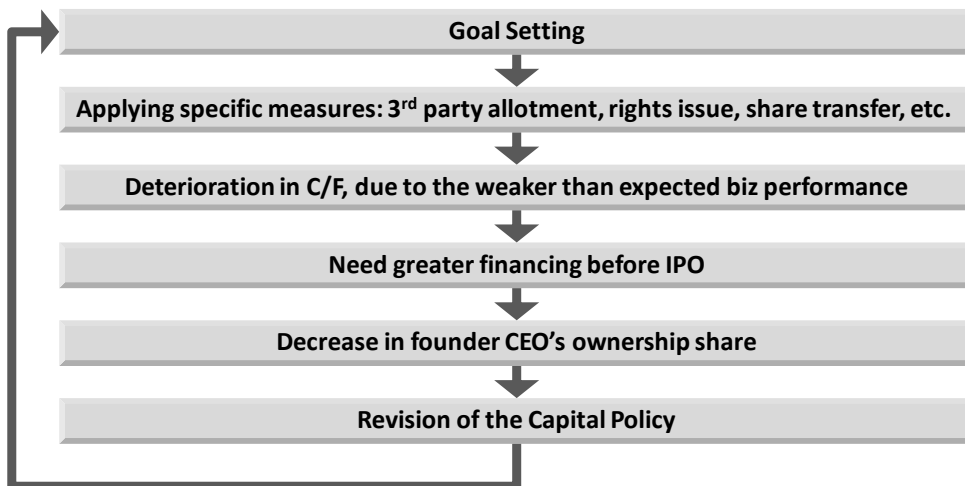 Goal Setting
Applying specific measures: 3rd party allotment, rights issue, share transfer, etc.
Deterioration in C/F, due to the weaker than expected biz performance
Need greater financing before IPO
Decrease in founder CEO’s ownership share
Revision of the Capital Policy